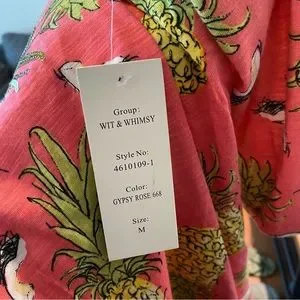 Group:
WIT & WHIMSY
Style No:
4610109-1
Color:
GYPSY ROSE 668
Size:
M